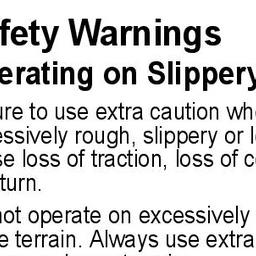 fety Warnings
erating on Slippery
ure to use extra caution whe
essively rough, slippery or l
se loss of traction, loss of c
turn.
not operate on excessively
e terrain. Always use extra